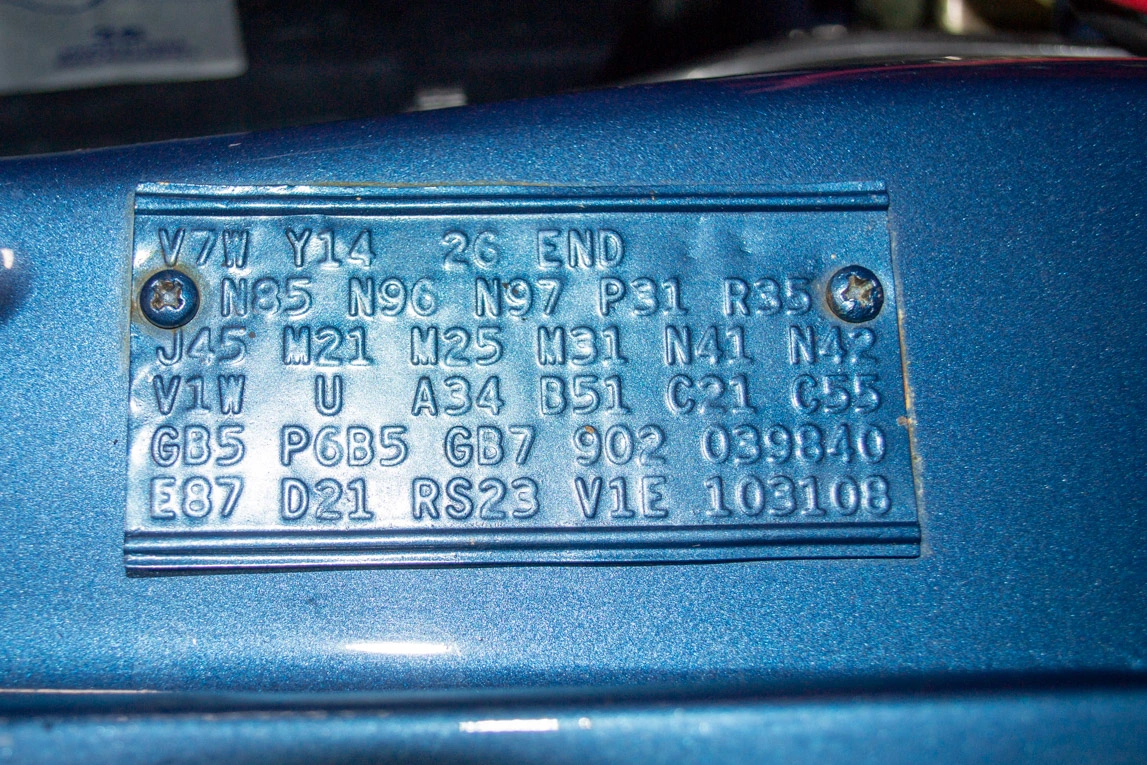 V7W Y14 26 END
N85 N96 N97 P31 R35
J45 M21 M25 M31 N41 N42
V1W U A34 B51 C21 C55
GB5 P6B5 GB7 902 039840
E87 D21 RS23 V1E 103108